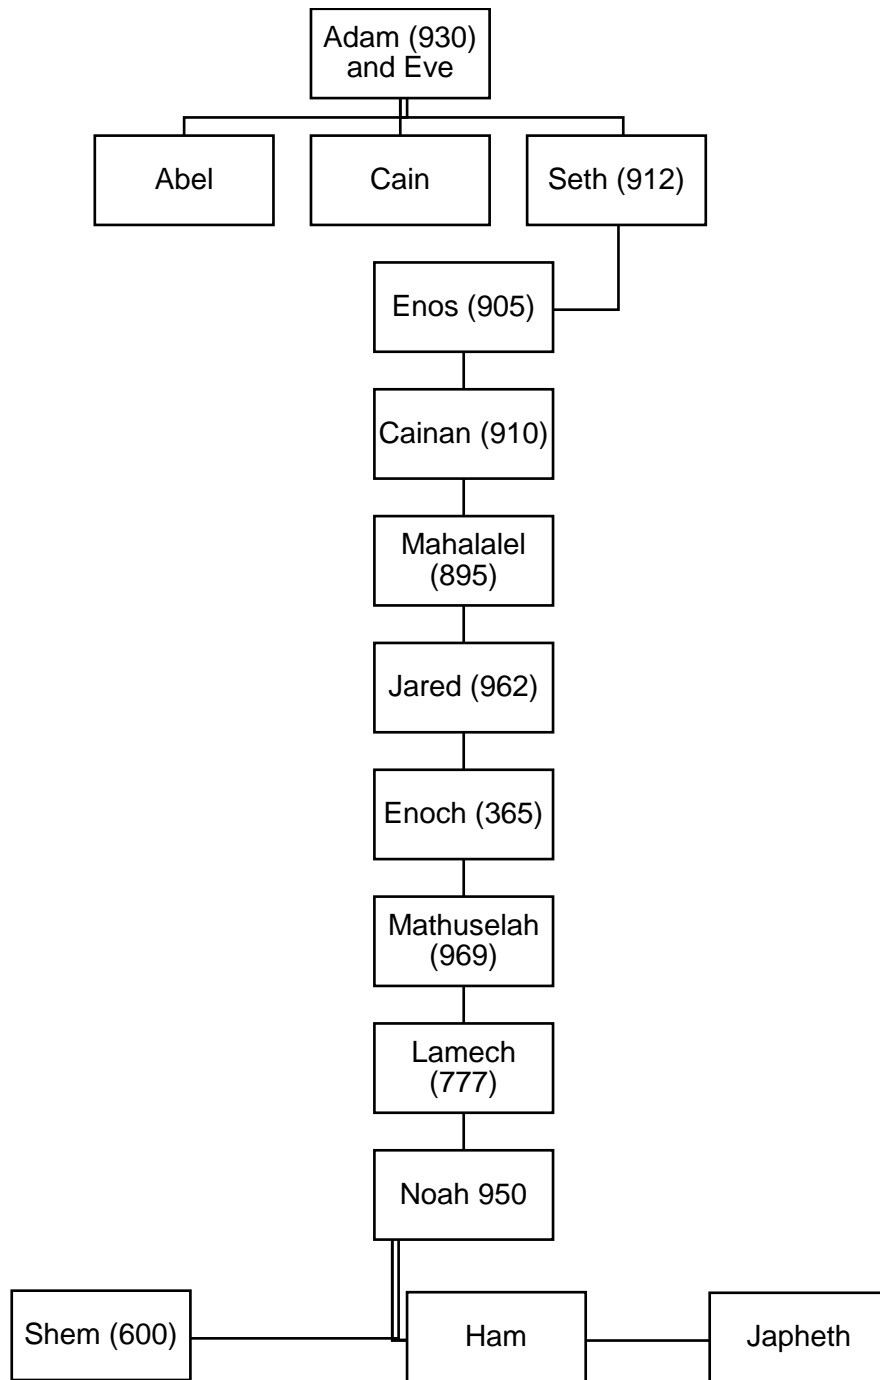 Adam (930)
and Eve
Abel
Cain
Seth (912)
Enos (905)
Cainan (910)
Mahalalel
(895)
Jared (962)
Enoch (365)
Mathuselah
(969)
Lamech
(777)
Noah 950
Shem (600)
Ham
Japheth